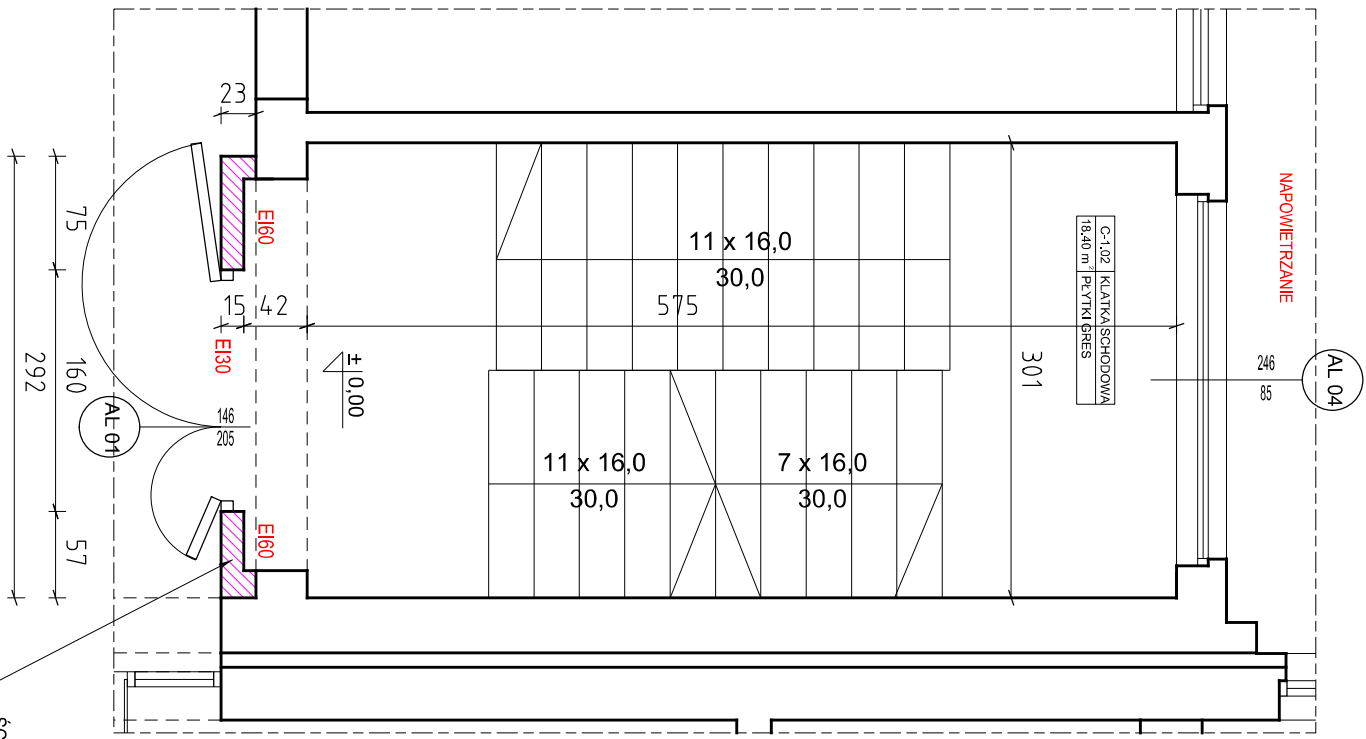 23
NAPOWIETRZANIE
75
EI60
11 x 16,0
30,0
C-1.02 KLATKA SCHODOWA
18.40 m² PŁYTKI GRES
15
42
575
EI30
± 0,00
301
246
85
AL 04
160
292
146
205
AL 01
11 x 16,0
30,0
7 x 16,0
30,0
EI60
57
Ś